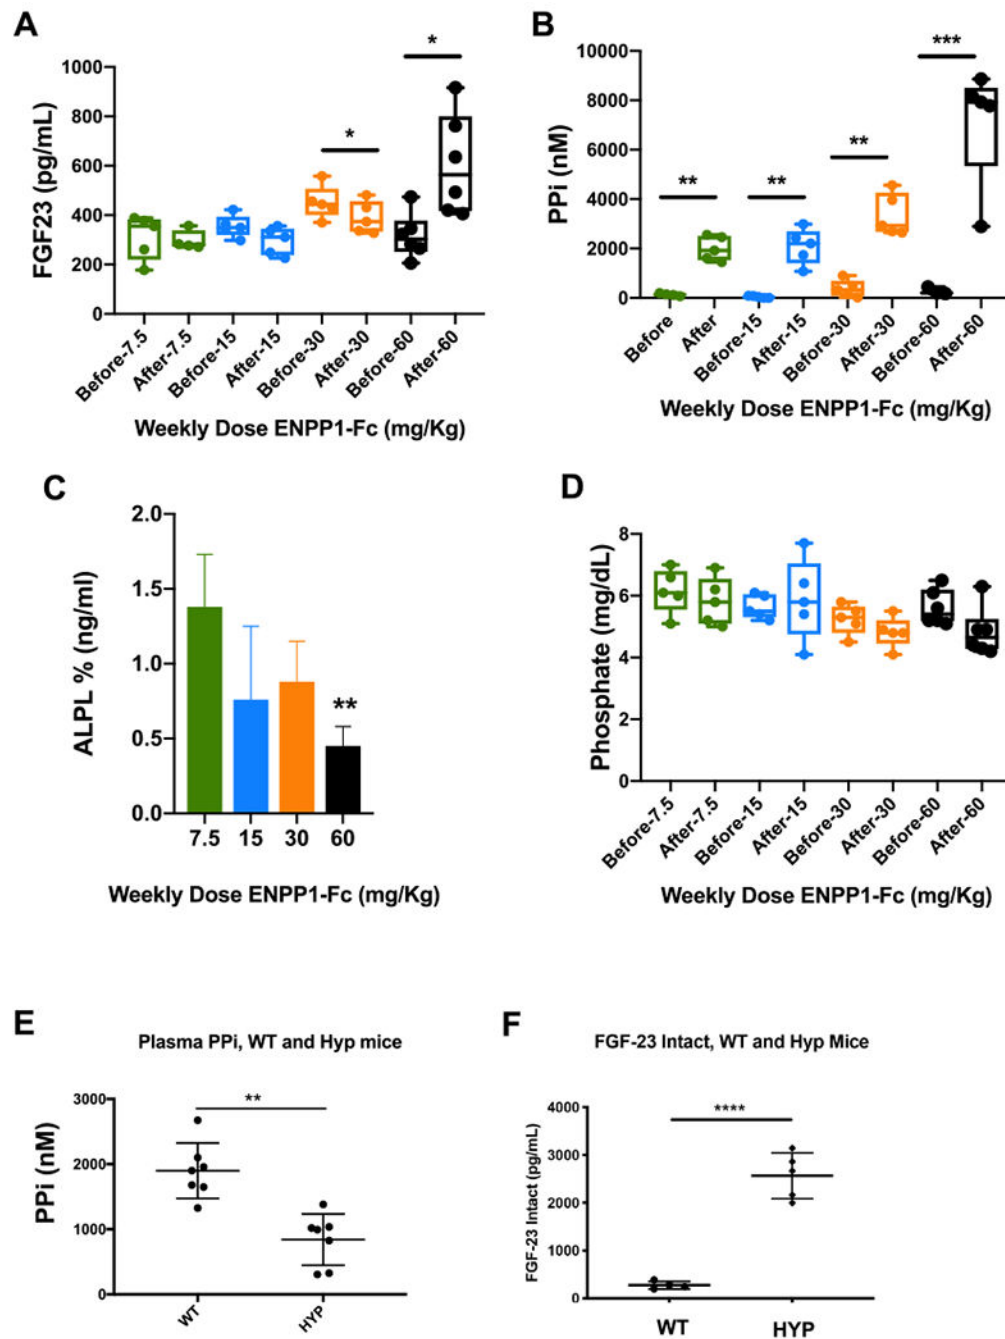 A
FGF23 (pg/mL)
1000
800
600
400
200
0
*
*
Before-7.5
After-7.5
Before-15
After-15
Before-30
After-30
Before-60
After-60
Weekly Dose ENPP1-Fc (mg/Kg)
B
PPi (nM)
10000
8000
6000
4000
2000
0
**
**
**
***
Before
After
Before-15
After-15
Before-30
After-30
Before-60
After-60
Weekly Dose ENPP1-Fc (mg/Kg)
C
ALPL % (ng/ml)
2.0
1.5
1.0
0.5
0.0
**
7.5
15
30
60
Weekly Dose ENPP1-Fc (mg/Kg)
D
Phosphate (mg/dL)
8
6
4
2
0
Before-7.5
After-7.5
Before-15
After-15
Before-30
After-30
Before-60
After-60
Weekly Dose ENPP1-Fc (mg/Kg)
E
Plasma PPi, WT and Hyp mice
PPi (nM)
3000
2000
1000
0
**
WT
HYP
F
FGF-23 Intact, WT and Hyp Mice
FGF-23 Intact (pg/mL)
4000
3000
2000
1000
0
****
WT
HYP